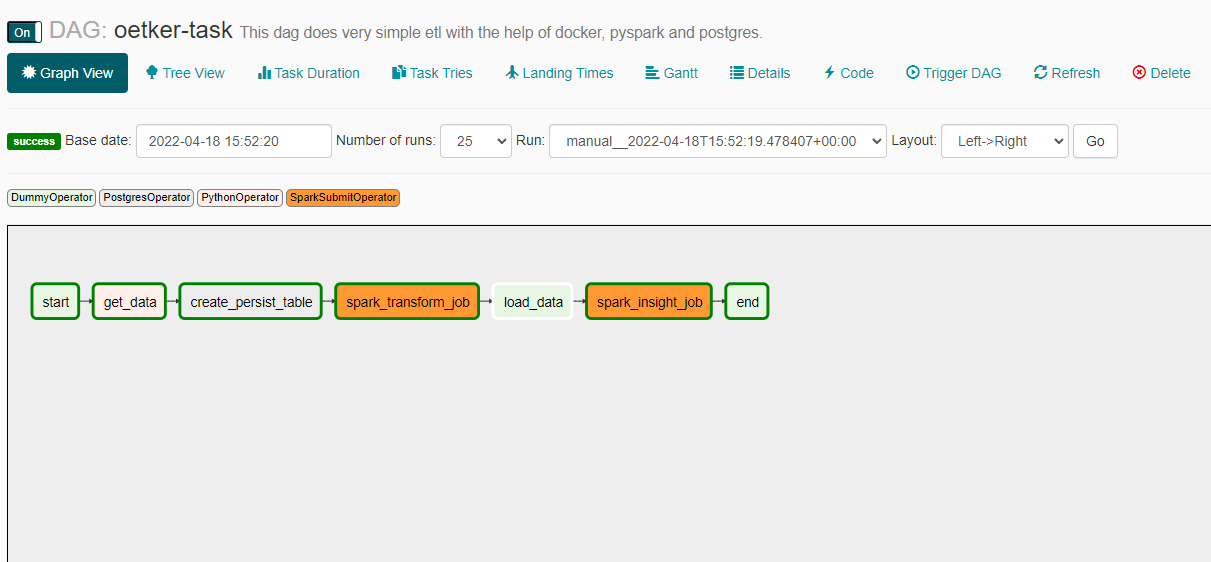 On DAG: oetker-task This dag does very simple etl with the help of docker, pyspark and postgres.
Graph View Tree View Task Duration Task Tries Landing Times Gantt Details Code Trigger DAG Refresh Delete
success Base date: 2022-04-18 15:52:20 Number of runs: 25 Run: manual__2022-04-18T15:52:19.478407+00:00 Layout: Left->Right Go
DummyOperator PostgresOperator PythonOperator SparkSubmitOperator
start get_data create_persist_table spark_transform_job load_data spark_insight_job end